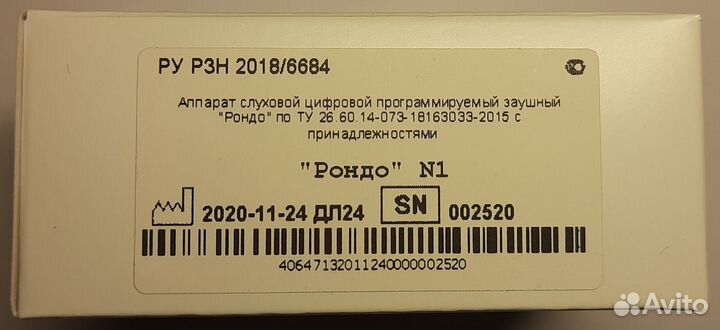 РУ РЗН 2018/6684
Аппарат слуховой цифровой программируемый заушный
"Рондо" по ТУ 26.60.14-073-18163033-2015 с
принадлежностями
"Рондо" N1
2020-11-24 ДЛ24 SN 002520
40647132011240000002520
Avito